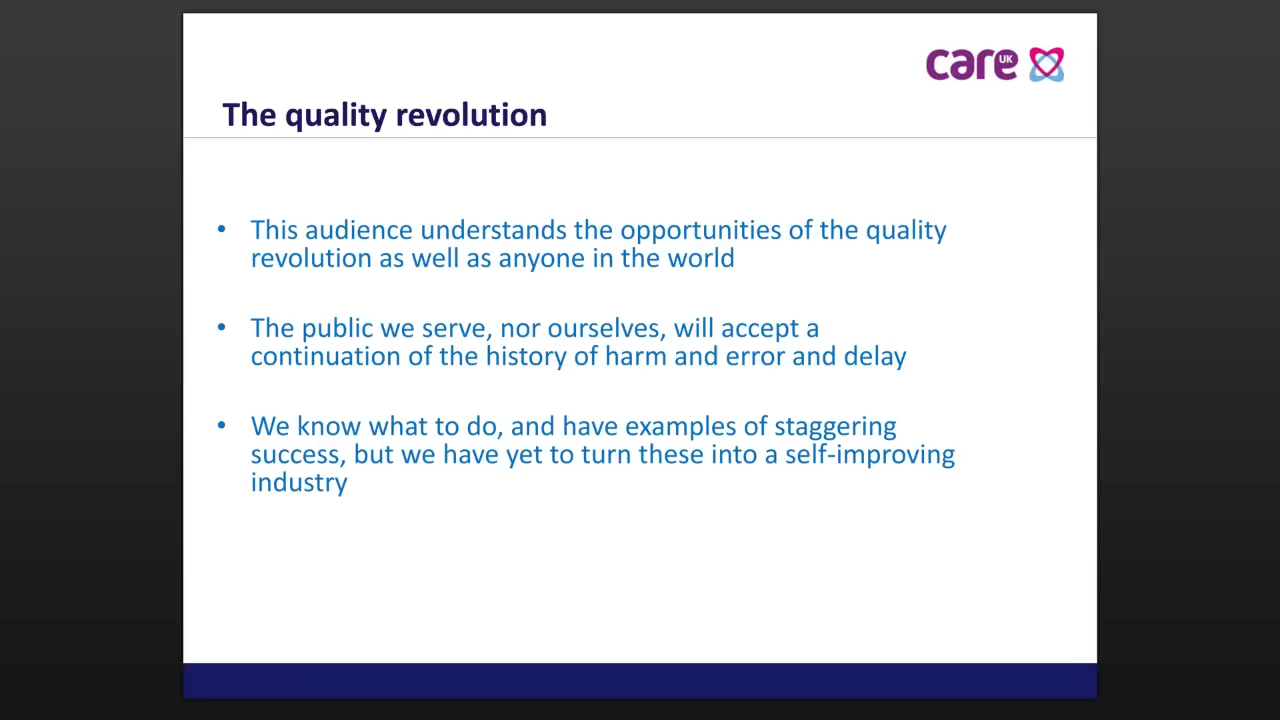 care UK
The quality revolution
• This audience understands the opportunities of the quality
revolution as well as anyone in the world
• The public we serve, nor ourselves, will accept a
continuation of the history of harm and error and delay
• We know what to do, and have examples of staggering
success, but we have yet to turn these into a self-improving
industry